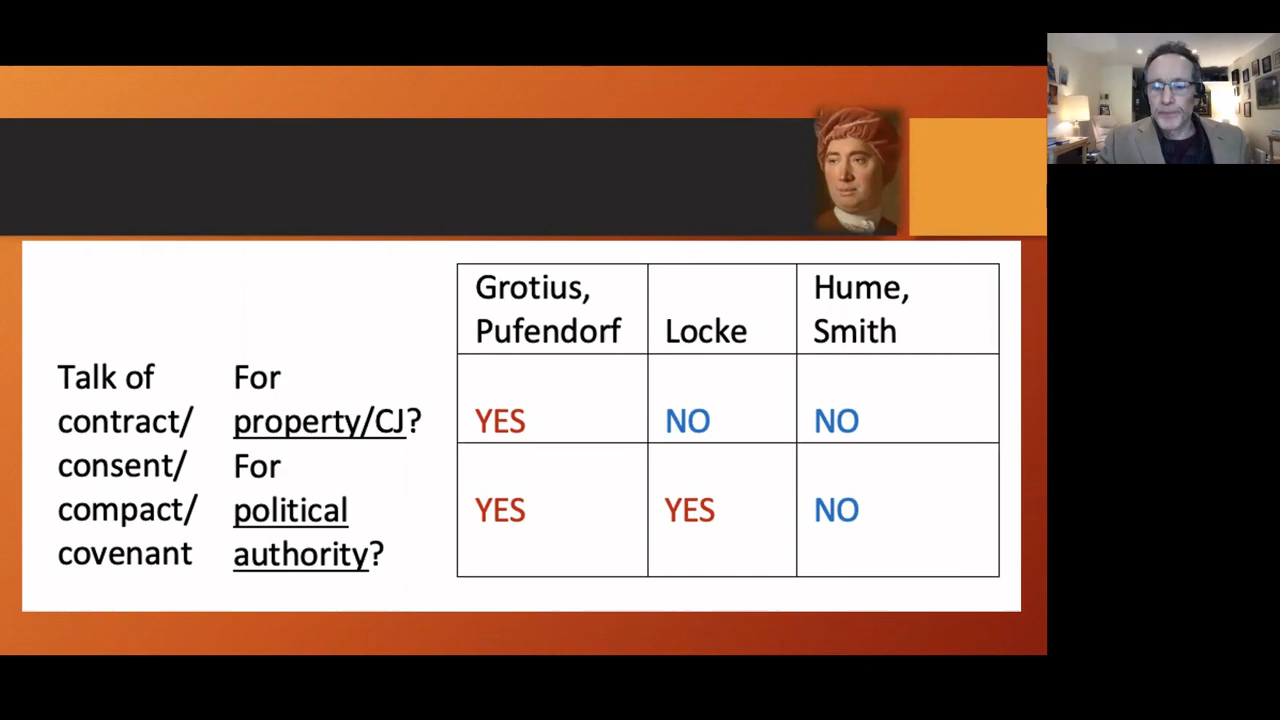 Grotius,
Pufendorf
Locke
Hume,
Smith
Talk of
contract/
consent/
compact/
covenant
For
property/CJ?
YES
NO
NO
For
political
authority?
YES
YES
NO